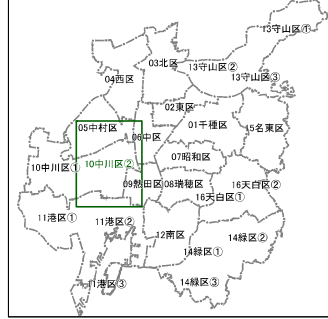 13守山区①
03北区
13守山区②
04西区
13守山区③
02東区
05中村区
01千種区
15名東区
06中区
07昭和区
10中川区①
10中川区②
09熱田区
08瑞穂区
16天白区②
16天白区①
11港区①
11港区②
12南区
14緑区②
14緑区①
11港区③
14緑区③